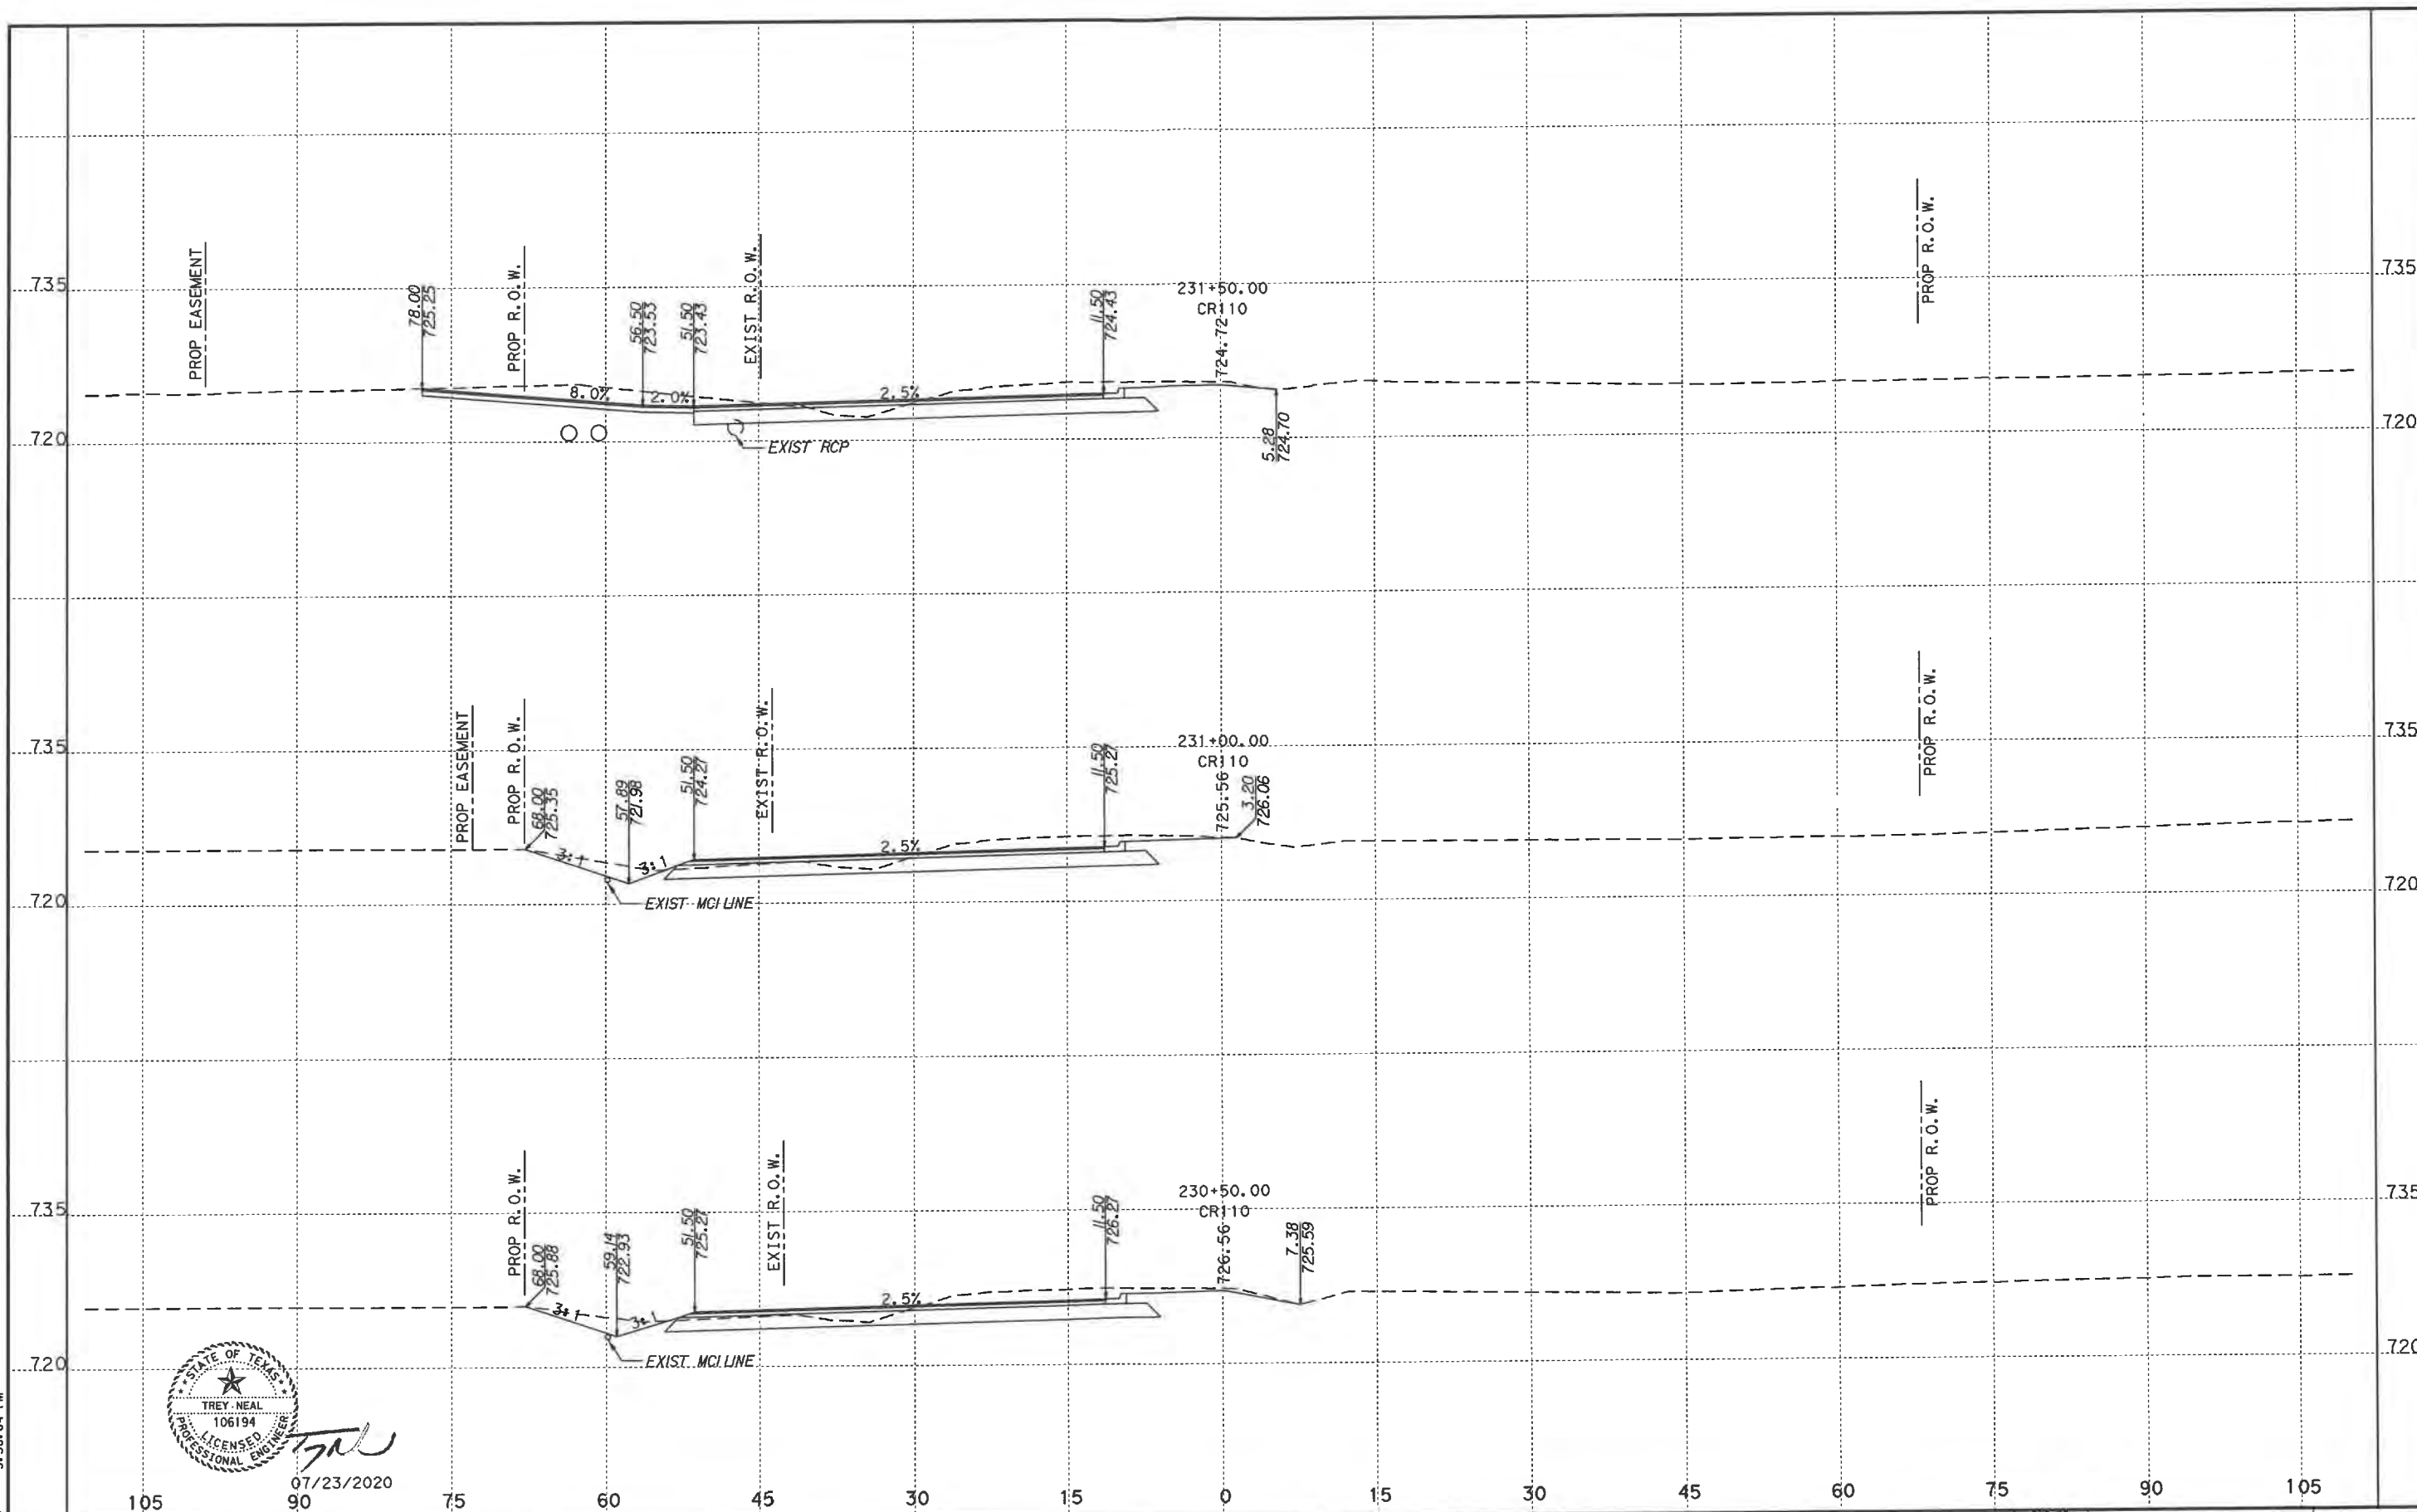 PROP EASEMENT
PROP R.O.W.
EXIST R.O.W.
PROP R.O.W.
735
735
78.00
725.25
56.50
723.53
51.50
723.43
11.50
724.43
231+50.00
CR110
724.72
5.28
724.70
8.0%
2.0%
2.5%
720
720
EXIST RCP
PROP EASEMENT
PROP R.O.W.
EXIST R.O.W.
PROP R.O.W.
735
735
68.00
725.35
57.89
721.98
51.50
724.27
11.50
725.27
231+00.00
CR110
725.56
3.20
726.06
3:1
3:1
2.5%
720
720
EXIST MCI LINE
PROP R.O.W.
EXIST R.O.W.
PROP R.O.W.
735
735
68.00
725.88
59.14
722.93
51.50
725.27
11.50
726.27
230+50.00
CR110
726.56
7.38
725.59
3:1
3:1
2.5%
720
720
EXIST MCI LINE
STATE OF TEXAS
TREY NEAL
106194
LICENSED
PROFESSIONAL ENGINEER
07/23/2020
105 90 75 60 45 30 15 0 15 30 45 60 75 90 105